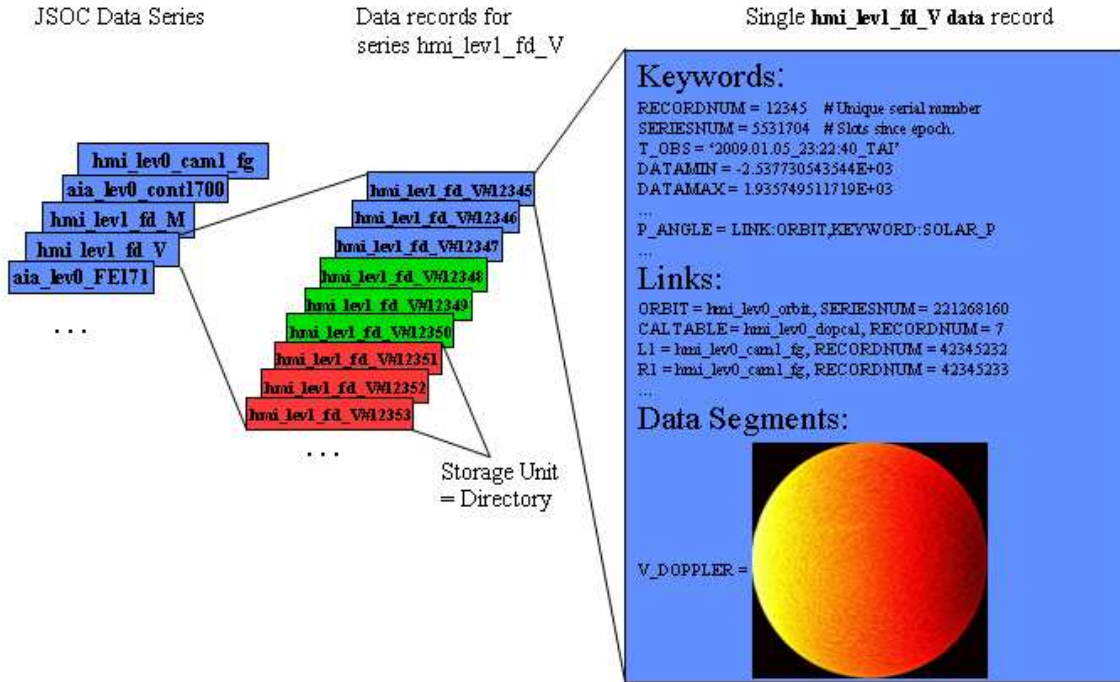 JSOC Data Series
hmi_lev0_cam1_fg
aia_lev0_cont1700
hmi_lev1_fd_M
hmi_lev1_fd_V
aia_lev0_FE171
. . .
Data records for
series hmi_lev1_fd_V
hmi_lev1_fd_V#12345
hmi_lev1_fd_V#12346
hmi_lev1_fd_V#12347
hmi_lev1_fd_V#12348
hmi_lev1_fd_V#12349
hmi_lev1_fd_V#12350
hmi_lev1_fd_V#12351
hmi_lev1_fd_V#12352
hmi_lev1_fd_V#12353
. . .
Storage Unit
= Directory
Single hmi_lev1_fd_V data record
Keywords:
RECORDNUM = 12345 # Unique serial number
SERIESNUM = 5531704 # Slots since epoch.
T_OBS = ‘2009.01.05_23:22:40_TAI’
DATAMIN = -2.537730543544E+03
DATAMAX = 1.935749511719E+03
...
P_ANGLE = LINK:ORBIT,KEYWORD:SOLAR_P
...
Links:
ORBIT = hmi_lev0_orbit, SERIESNUM = 221268160
CALTABLE = hmi_lev0_dopcal, RECORDNUM = 7
L1 = hmi_lev0_cam1_fg, RECORDNUM = 42345232
R1 = hmi_lev0_cam1_fg, RECORDNUM = 42345233
...
Data Segments:
V_DOPPLER =